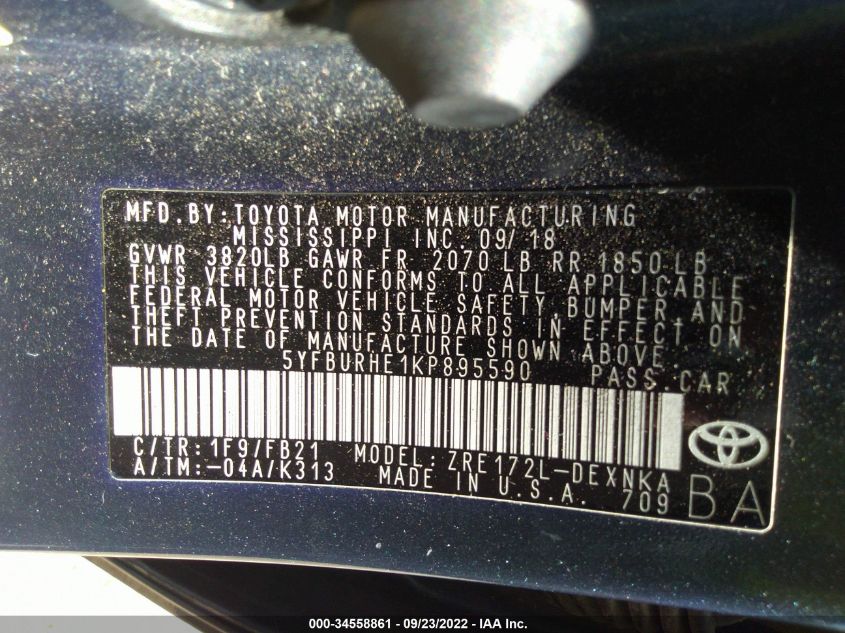 MFD.BY:TOYOTA MOTOR MANUFACTURING
MISSISSIPPI INC. 09/18
GVWR 3820LB GAWR FR 2070 LB RR 1850 LB
THIS VEHICLE CONFORMS TO ALL APPLICABLE
FEDERAL MOTOR VEHICLE SAFETY,BUMPER AND
THEFT PREVENTION STANDARDS IN EFFECT ON
THE DATE OF MANUFACTURE SHOWN ABOVE.
5YFBURHE1KP895590 PASS.CAR
C/TR:1F9/FB21 MODEL:ZRE172L-DEXNKA
A/TM:-04A/K313 MADE IN U.S.A. 709
BA
000-34558861 - 09/23/2022 - IAA Inc.